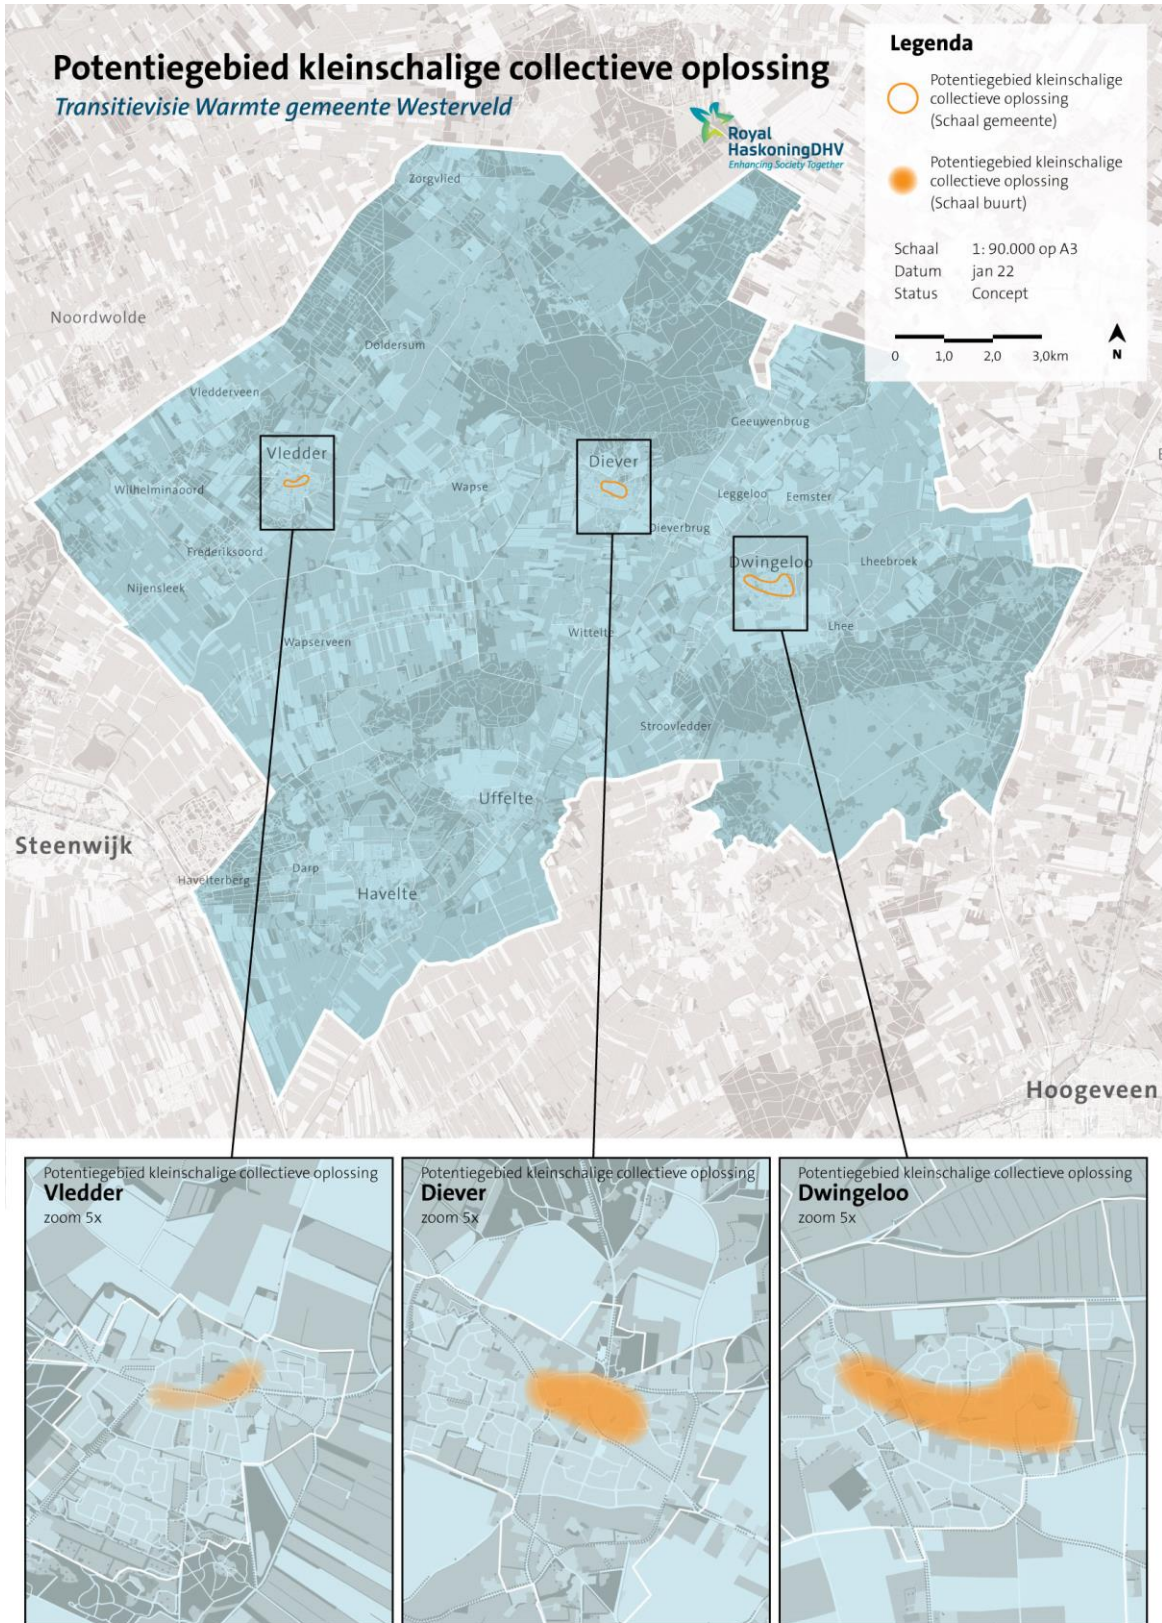 Potentiegebied kleinschalige collectieve oplossing
Transitievisie Warmte gemeente Westerveld
Royal
HaskoningDHV
Enhancing Society Together
Legenda
Potentiegebied kleinschalige
collectieve oplossing
(Schaal gemeente)
Potentiegebied kleinschalige
collectieve oplossing
(Schaal buurt)
Schaal 1: 90.000 op A3
Datum jan 22
Status Concept
0 1,0 2,0 3,0km
N
Zorgvlied
Noordwolde
Doldersum
Vledderveen
Geeuwenbrug
Vledder
Diever
Wilhelminaoord
Wapse
Leggeloo
Eemster
Dieverbrug
Frederiksoord
Dwingeloo
Lheebroek
Nijensleek
Lhee
Wittelte
Wapserveen
Stroovledder
Uffelte
Steenwijk
Darp
Havelterberg
Havelte
Hoogeveen
Potentiegebied kleinschalige collectieve oplossing
Vledder
zoom 5x
Potentiegebied kleinschalige collectieve oplossing
Diever
zoom 5x
Potentiegebied kleinschalige collectieve oplossing
Dwingeloo
zoom 5x